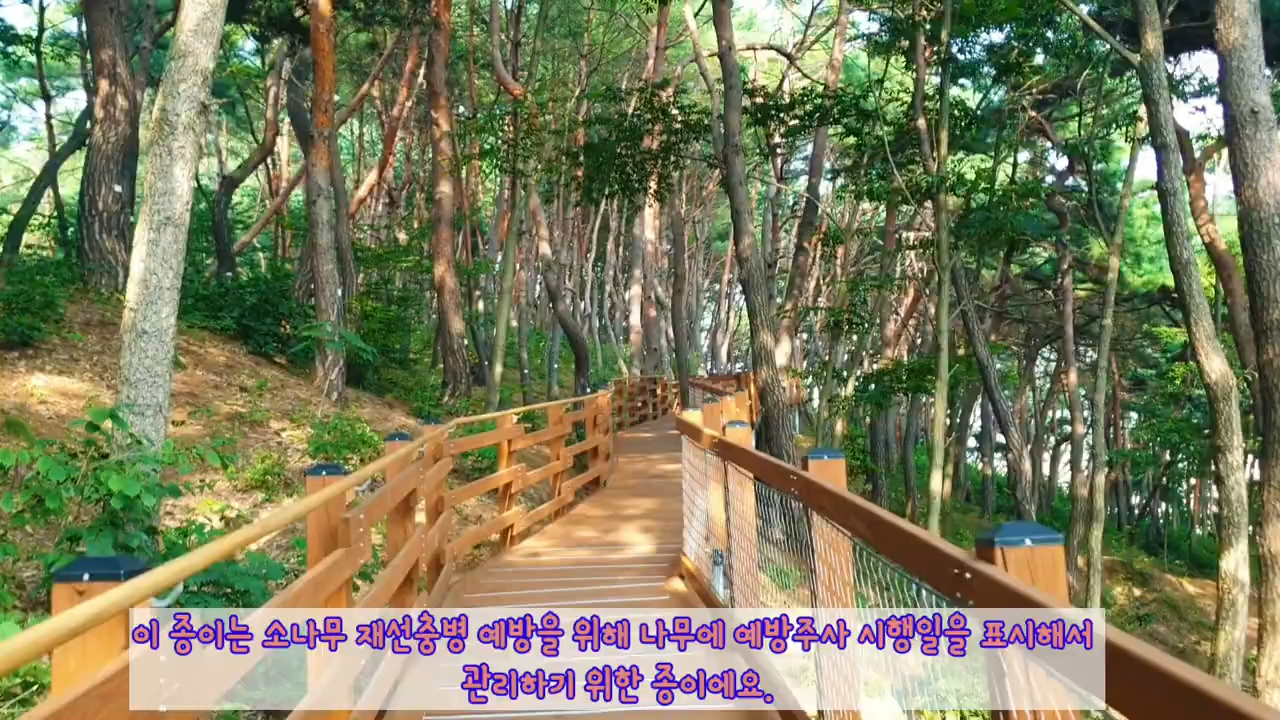 이 종이는 소나무 재선충병 예방을 위해 나무에 예방주사 시행일을 표시해서
관리하기 위한 종이에요.